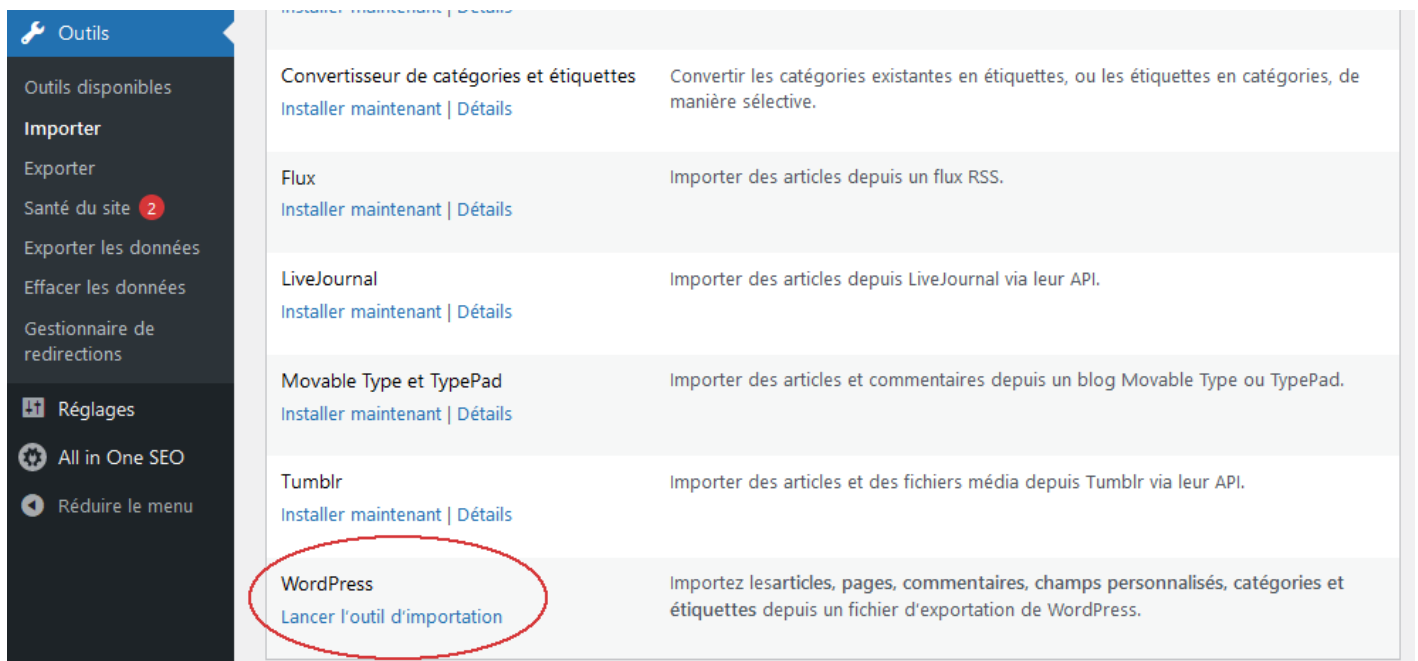 Outils
Outils disponibles
Importer
Exporter
Santé du site 2
Exporter les données
Effacer les données
Gestionnaire de
redirections
Réglages
All in One SEO
Réduire le menu
Convertisseur de catégories et étiquettes
Installer maintenant | Détails
Convertir les catégories existantes en étiquettes, ou les étiquettes en catégories, de
manière sélective.
Flux
Installer maintenant | Détails
Importer des articles depuis un flux RSS.
LiveJournal
Installer maintenant | Détails
Importer des articles depuis LiveJournal via leur API.
Movable Type et TypePad
Installer maintenant | Détails
Importer des articles et commentaires depuis un blog Movable Type ou TypePad.
Tumblr
Installer maintenant | Détails
Importer des articles et des fichiers média depuis Tumblr via leur API.
WordPress
Lancer l'outil d'importation
Importez lesarticles, pages, commentaires, champs personnalisés, catégories et
étiquettes depuis un fichier d'exportation de WordPress.